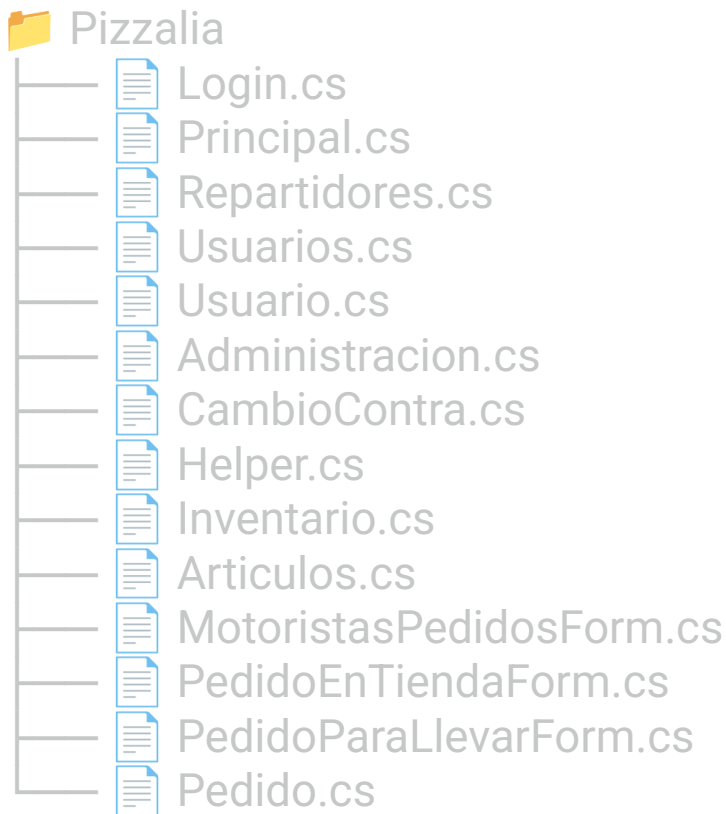 Pizzalia
Login.cs
Principal.cs
Repartidores.cs
Usuarios.cs
Usuario.cs
Administracion.cs
CambioContra.cs
Helper.cs
Inventario.cs
Articulos.cs
MotoristasPedidosForm.cs
PedidoEnTiendaForm.cs
PedidoParaLlevarForm.cs
Pedido.cs